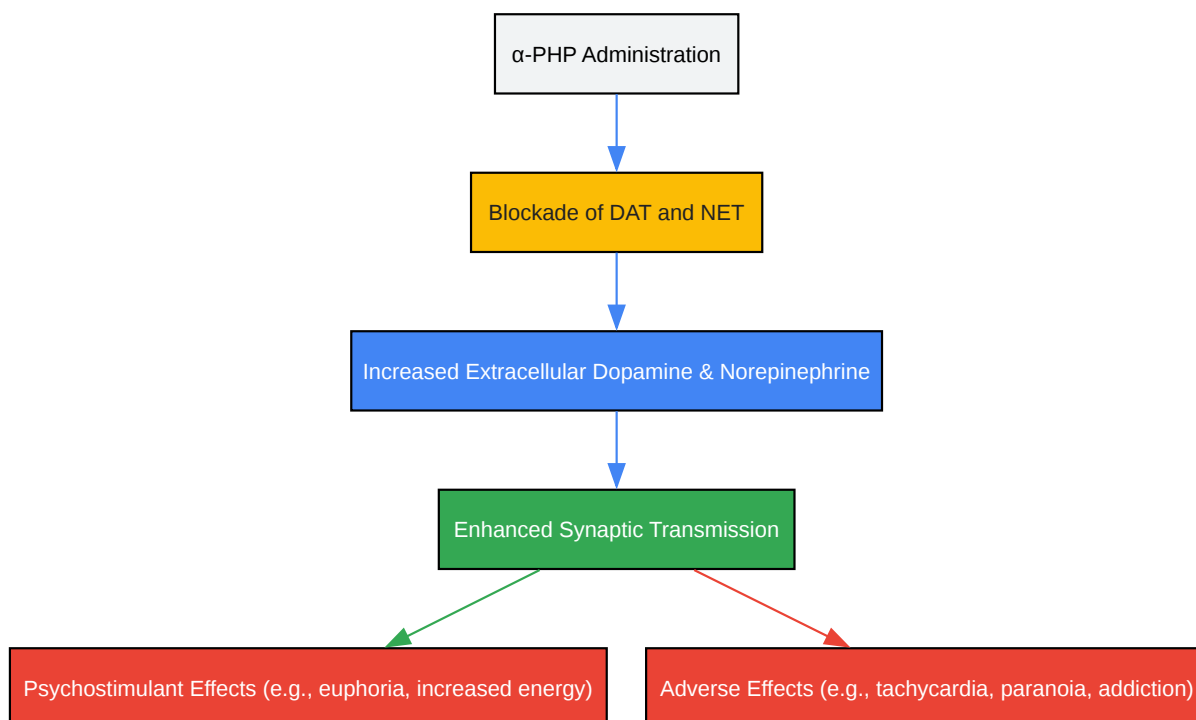 α-PHP Administration
Blockade of DAT and NET
Increased Extracellular Dopamine & Norepinephrine
Enhanced Synaptic Transmission
Psychostimulant Effects (e.g., euphoria, increased energy)
Adverse Effects (e.g., tachycardia, paranoia, addiction)